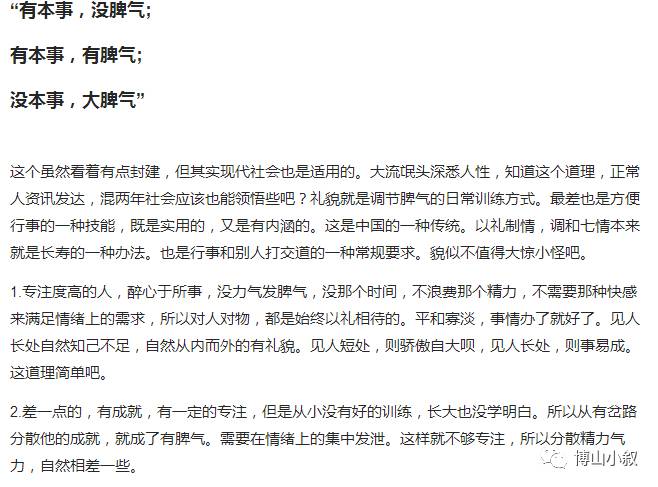 “有本事，没脾气；
有本事，有脾气；
没本事，大脾气”
这个虽然看着有点封建，但其实现代社会也是适用的。大流氓头深悉人性，知道这个道理，正常
人资讯发达，混两年社会应该也能领悟些吧？礼貌就是调节脾气的日常训练方式。最差也是方便
行事的一种技能，既是实用的，又是有内涵的。这是中国的一种传统。以礼制情，调和七情本来
就是长寿的一种办法。也是行事和别人打交道的一种常规要求。貌似不值得大惊小怪吧。
1.专注度高的人，醉心于所事，没力气发脾气，没那个时间，不浪费那个精力，不需要那种快感
来满足情绪上的需求，所以对人对物，都是始终以礼相待的。平和寡淡，事情办了就好了。见人
长处自然知己不足，自然从内而外的有礼貌。见人短处，则骄傲自大呗，见人长处，则事易成。
这道理简单吧。
2.差一点的，有成就，有一定的专注，但是从小没有好的训练，长大也没学明白。所以从有岔路
分散他的成就，就成了有脾气。需要在情绪上的集中发泄。这样就不够专注，所以分散精力气
力，自然相差一些。
博山小叙